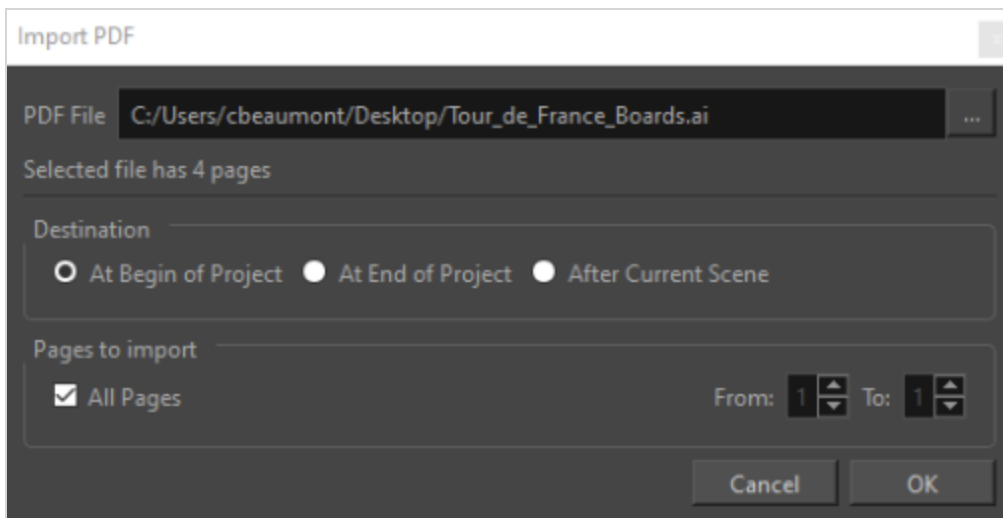 Import PDF
PDF File C:/Users/cbeaumont/Desktop/Tour_de_France_Boards.ai ...
Selected file has 4 pages
Destination
At Begin of Project At End of Project After Current Scene
Pages to import
All Pages From: 1 To: 1
Cancel OK